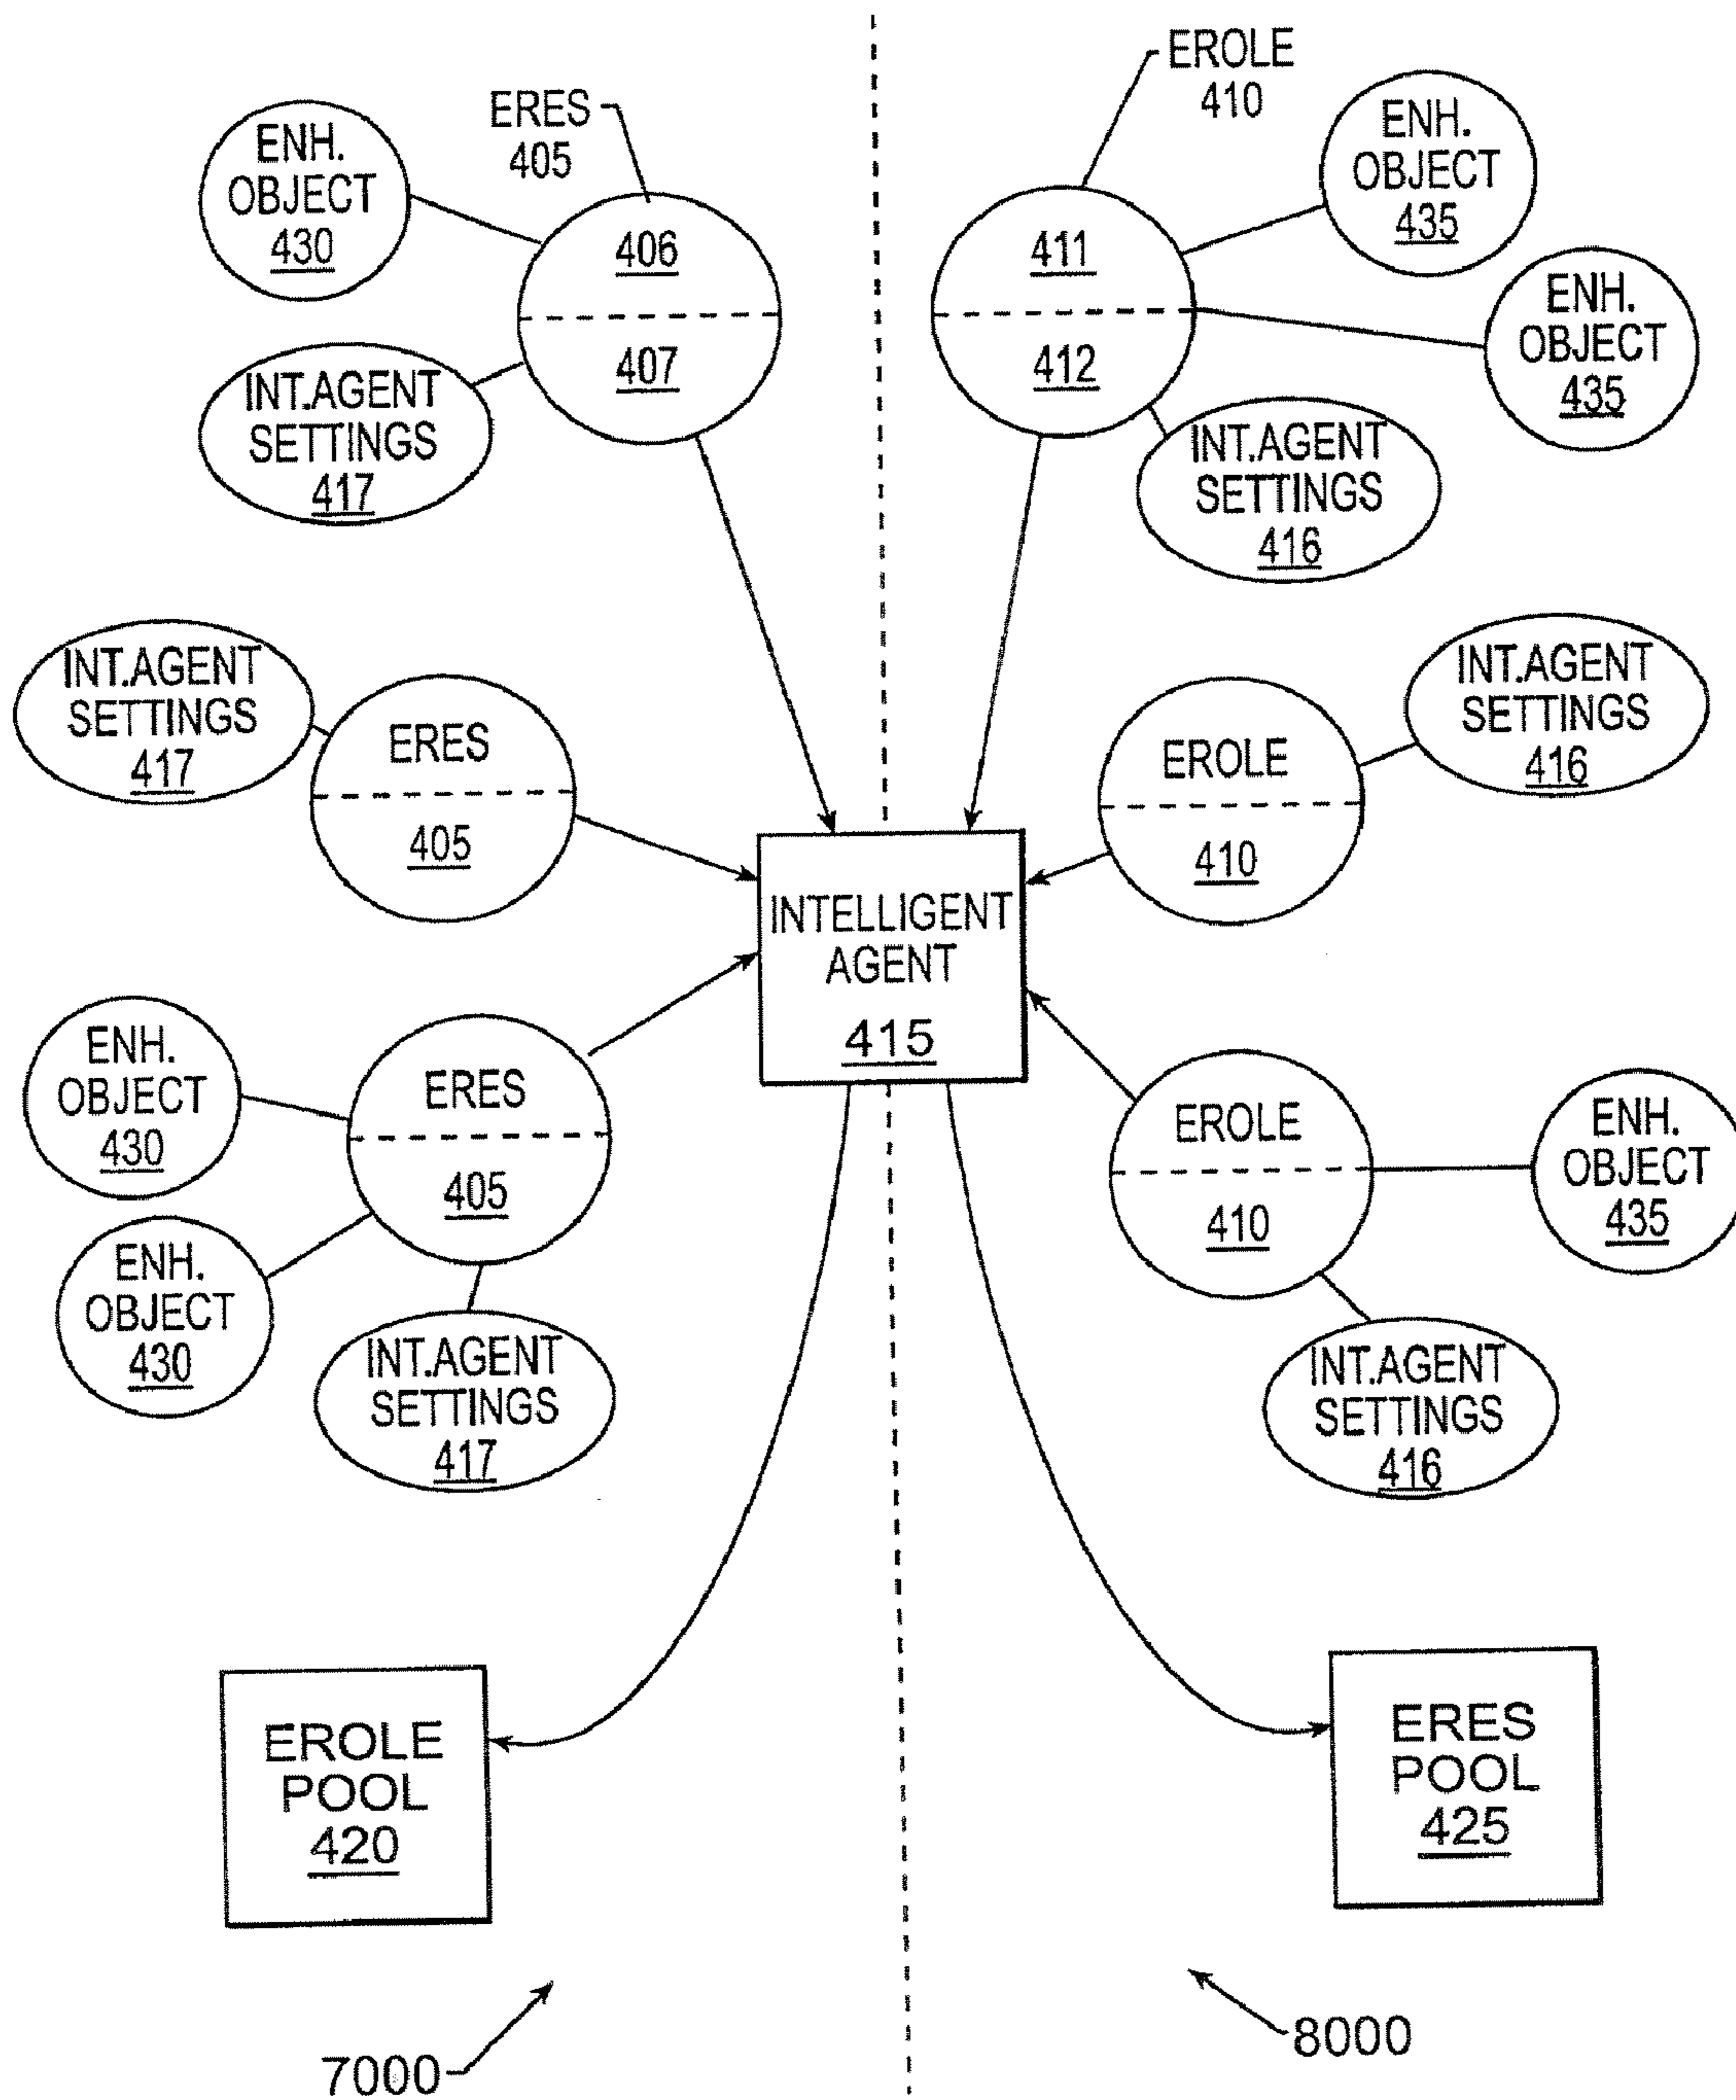 EROLE
410
ERES
405
ENH.
OBJECT
430
406
407
INT.AGENT
SETTINGS
417
411
412
ENH.
OBJECT
435
ENH.
OBJECT
435
INT.AGENT
SETTINGS
416
INT.AGENT
SETTINGS
417
ERES
405
EROLE
410
INT.AGENT
SETTINGS
416
INTELLIGENT
AGENT
415
ENH.
OBJECT
430
ERES
405
ENH.
OBJECT
430
INT.AGENT
SETTINGS
417
EROLE
410
ENH.
OBJECT
435
INT.AGENT
SETTINGS
416
EROLE
POOL
420
ERES
POOL
425
7000
8000